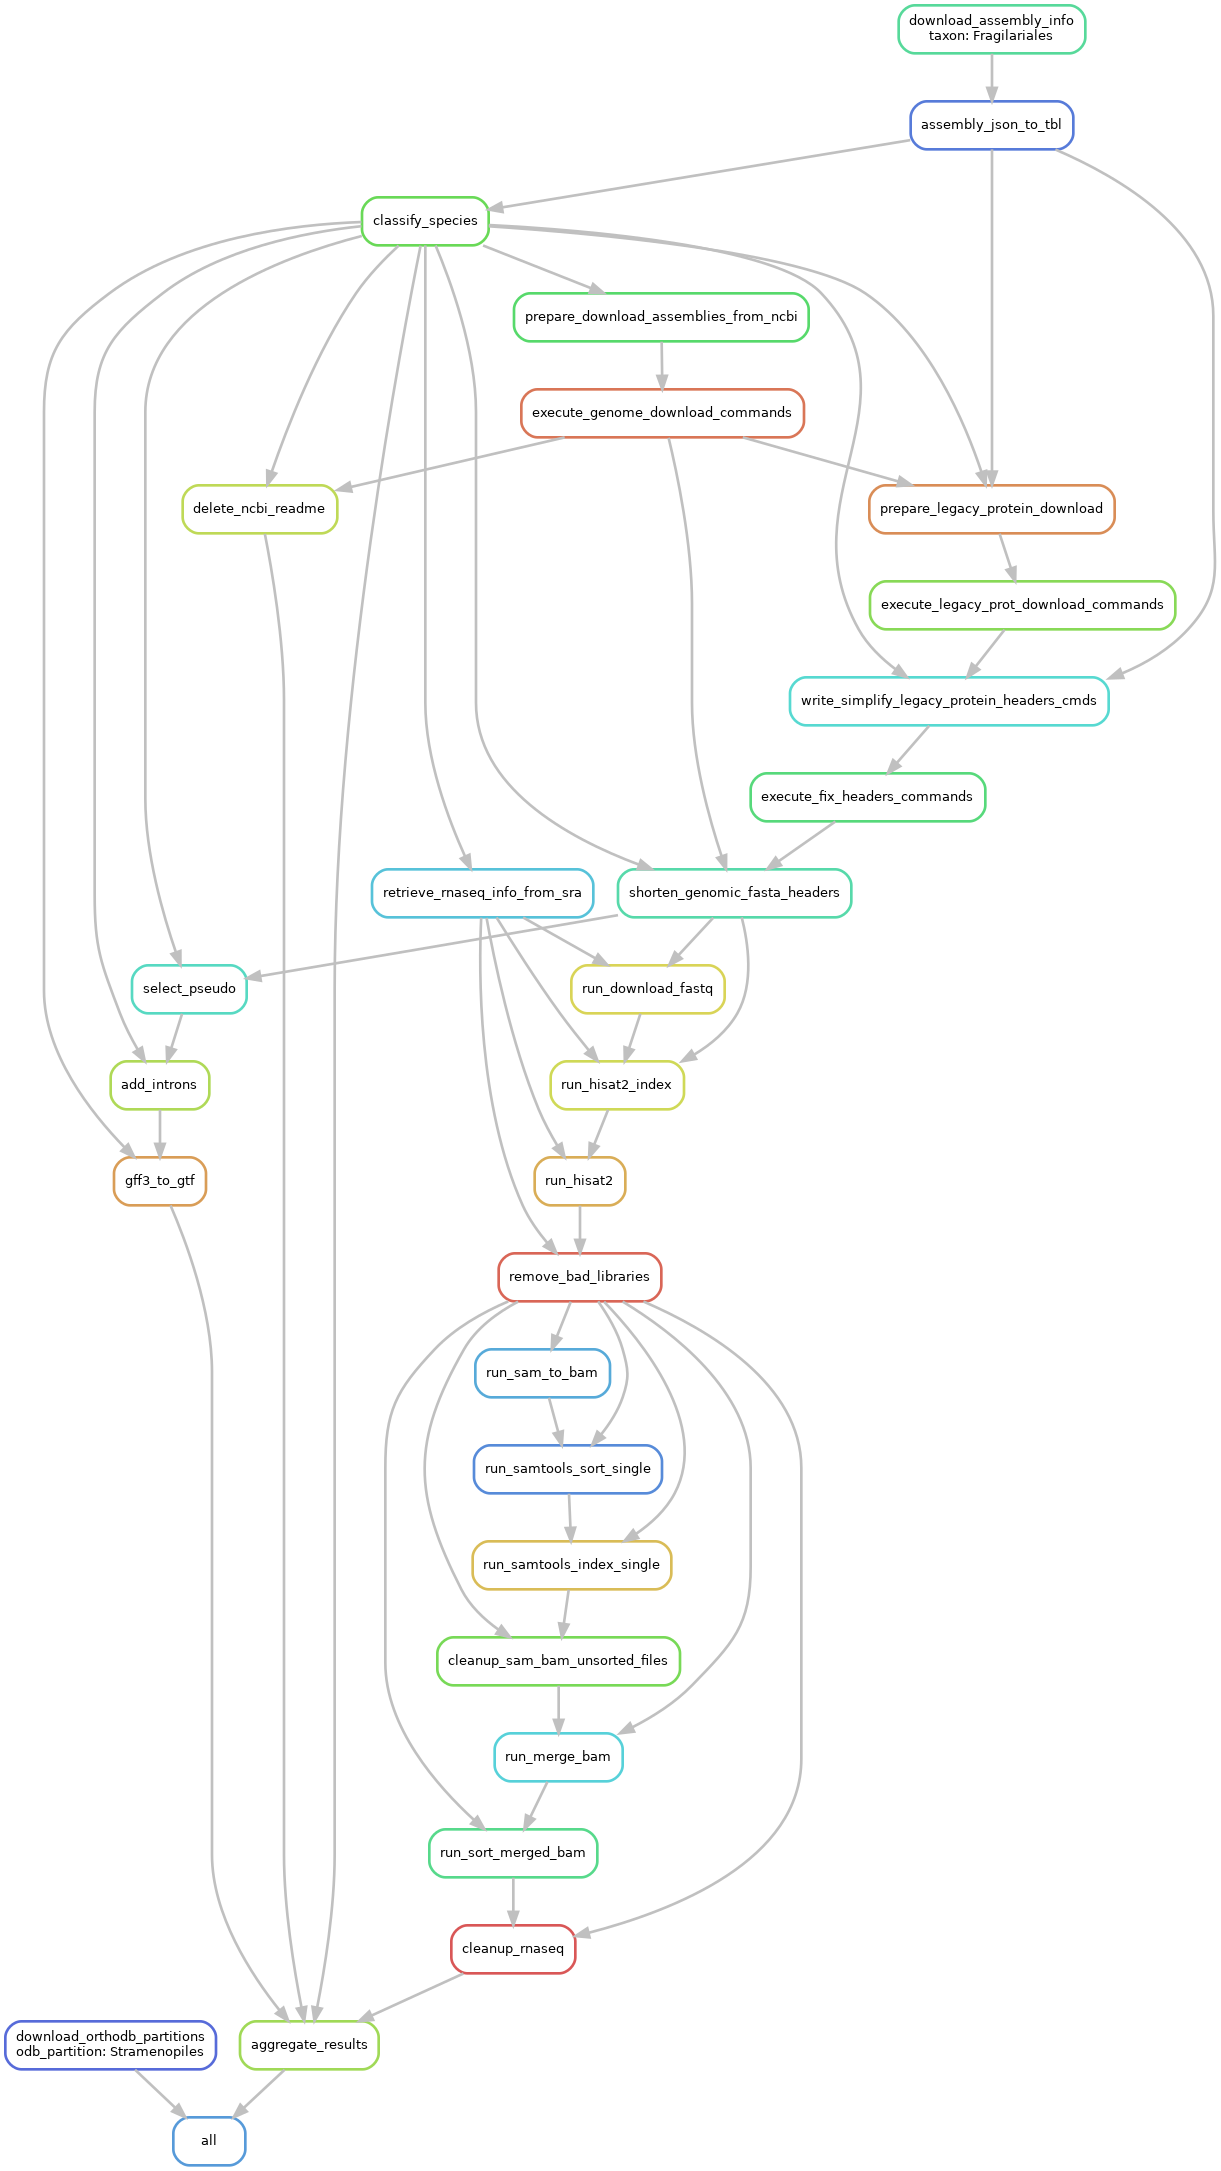 download_assembly_info
taxon: Fragilariales
assembly_json_to_tbl
classify_species
prepare_download_assemblies_from_ncbi
execute_genome_download_commands
delete_ncbi_readme
prepare_legacy_protein_download
execute_legacy_prot_download_commands
write_simplify_legacy_protein_headers_cmds
execute_fix_headers_commands
retrieve_rnaseq_info_from_sra
shorten_genomic_fasta_headers
select_pseudo
run_download_fastq
add_introns
run_hisat2_index
gff3_to_gtf
run_hisat2
remove_bad_libraries
run_sam_to_bam
run_samtools_sort_single
run_samtools_index_single
cleanup_sam_bam_unsorted_files
run_merge_bam
run_sort_merged_bam
cleanup_rnaseq
download_orthodb_partitions
odb_partition: Stramenopiles
aggregate_results
all